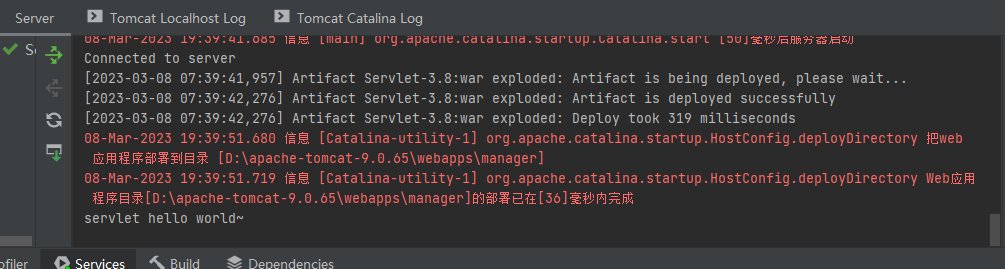 Server Tomcat Localhost Log Tomcat Catalina Log
08-Mar-2023 19:39:41.685 信息 [main] org.apache.catalina.startup.Catalina.start [50]毫秒后服务器启动
Connected to server
[2023-03-08 07:39:41,957] Artifact Servlet-3.8:war exploded: Artifact is being deployed, please wait...
[2023-03-08 07:39:42,276] Artifact Servlet-3.8:war exploded: Artifact is deployed successfully
[2023-03-08 07:39:42,276] Artifact Servlet-3.8:war exploded: Deploy took 319 milliseconds
08-Mar-2023 19:39:51.680 信息 [Catalina-utility-1] org.apache.catalina.startup.HostConfig.deployDirectory 把web
应用程序部署到目录 [D:\apache-tomcat-9.0.65\webapps\manager]
08-Mar-2023 19:39:51.719 信息 [Catalina-utility-1] org.apache.catalina.startup.HostConfig.deployDirectory Web应用
程序目录[D:\apache-tomcat-9.0.65\webapps\manager]的部署已在[36]毫秒内完成
servlet hello world~
ofiler Services Build Dependencies